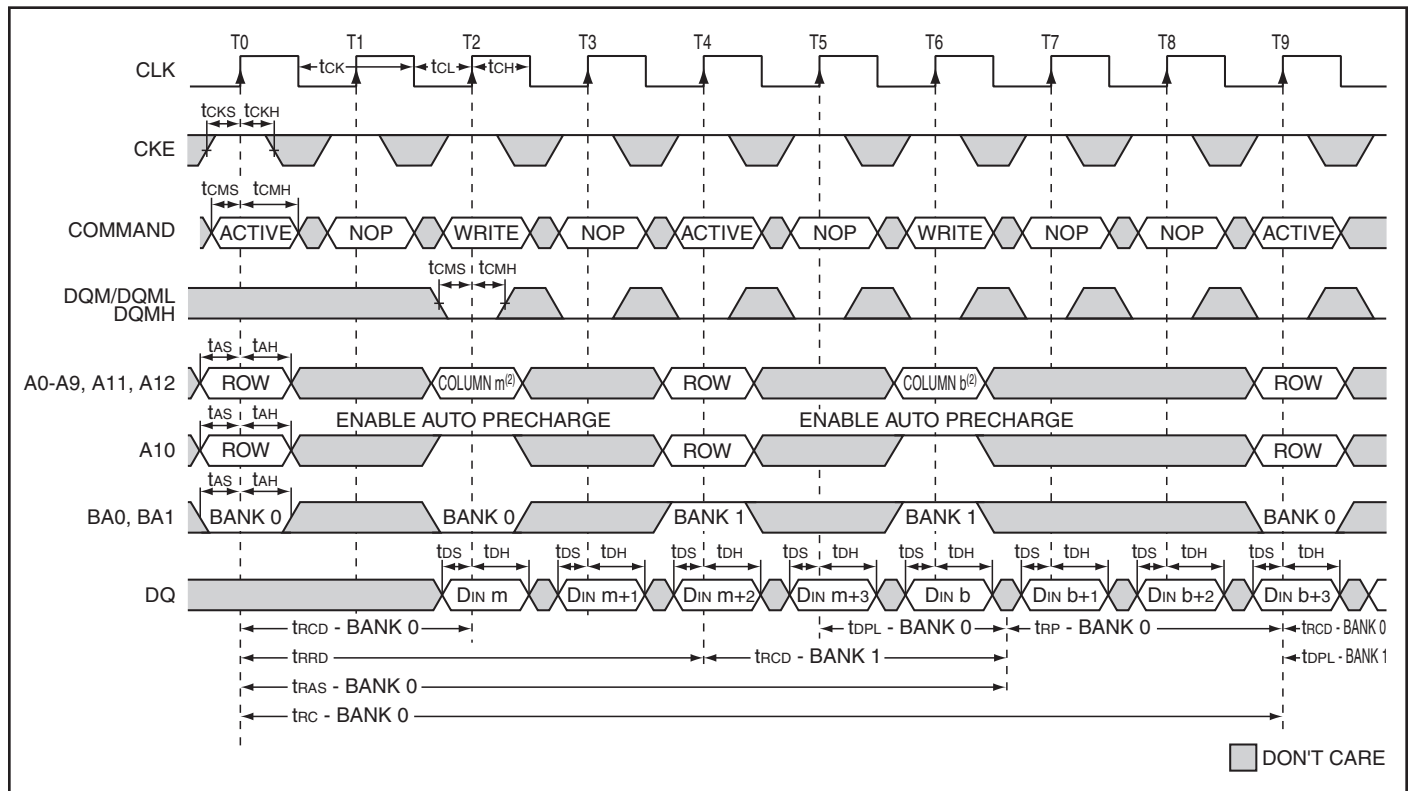 T0 T1 T2 T3 T4 T5 T6 T7 T8 T9
CLK tCK tCL tCH
tCKS tCKH
CKE
tCMS tCMH
COMMAND ACTIVE NOP WRITE NOP ACTIVE NOP WRITE NOP NOP ACTIVE
tCMS tCMH
DQM/DQML
DQMH
tAS tAH
A0-A9, A11, A12 ROW COLUMN m(2) ROW COLUMN b(2) ROW
tAS tAH ENABLE AUTO PRECHARGE ENABLE AUTO PRECHARGE
A10 ROW ROW ROW
tAS tAH
BA0, BA1 BANK 0 BANK 0 BANK 1 BANK 1 BANK 0
tDS tDH tDS tDH tDS tDH tDS tDH tDS tDH tDS tDH tDS tDH tDS tDH
DQ DIN m DIN m+1 DIN m+2 DIN m+3 DIN b DIN b+1 DIN b+2 DIN b+3
tRCD - BANK 0 tDPL - BANK 0 tRP - BANK 0 tRCD - BANK 0
tRRD tRCD - BANK 1 tDPL - BANK 1
tRAS - BANK 0
tRC - BANK 0
DON'T CARE